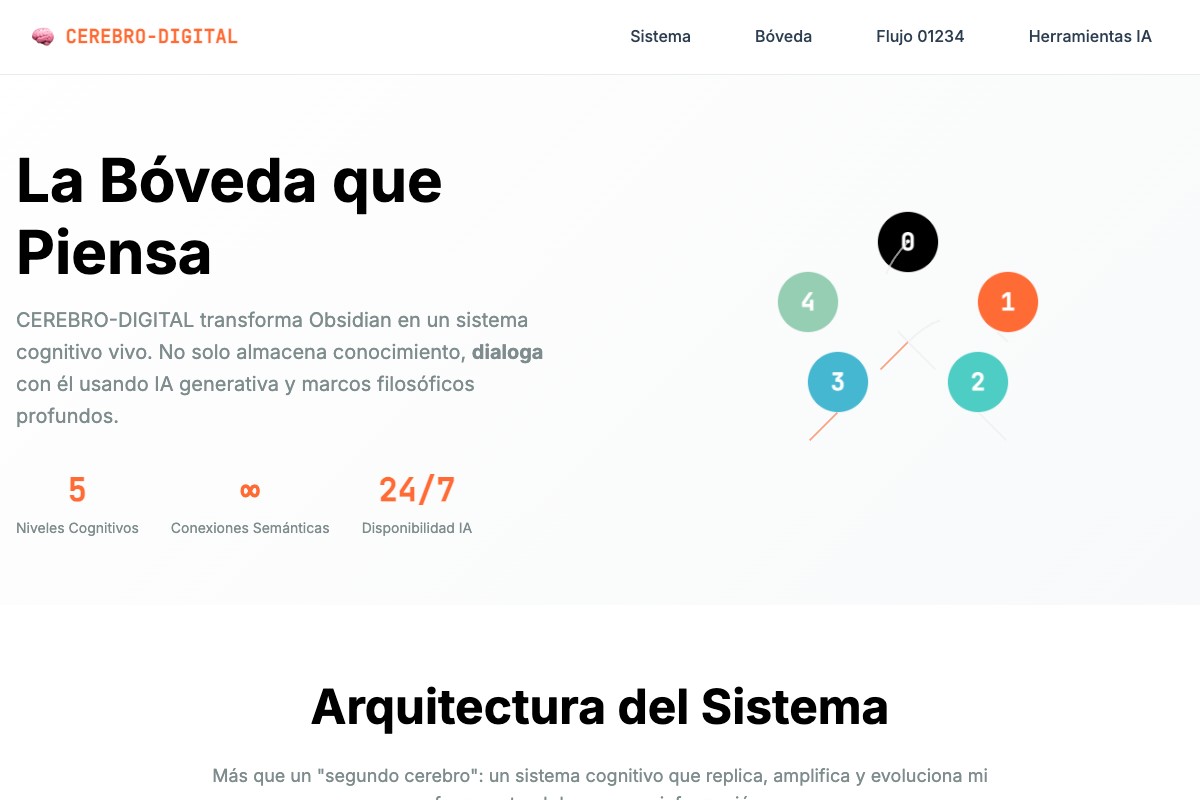 CEREBRO-DIGITAL
Sistema
Bóveda
Flujo 01234
Herramientas IA
La Bóveda que
Piensa
CEREBRO-DIGITAL transforma Obsidian en un sistema
cognitivo vivo. No solo almacena conocimiento, dialoga
con él usando IA generativa y marcos filosóficos
profundos.
5
Niveles Cognitivos
∞
Conexiones Semánticas
24/7
Disponibilidad IA
0
4
1
3
2
Arquitectura del Sistema
Más que un "segundo cerebro": un sistema cognitivo que replica, amplifica y evoluciona mi